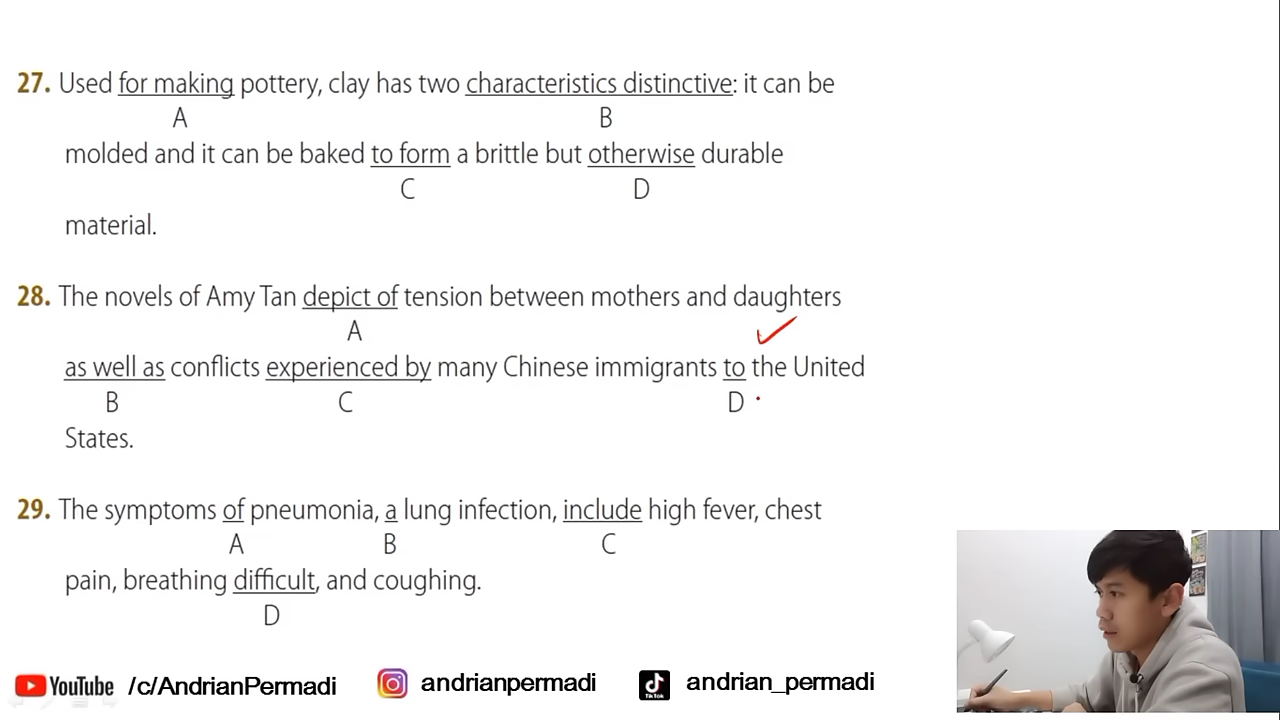 27. Used for making pottery, clay has two characteristics distinctive: it can be
A B
molded and it can be baked to form a brittle but otherwise durable
C D
material.
28. The novels of Amy Tan depict of tension between mothers and daughters
A
as well as conflicts experienced by many Chinese immigrants to the United
B C D
States.
29. The symptoms of pneumonia, a lung infection, include high fever, chest
A B C
pain, breathing difficult, and coughing.
D
YouTube /c/AndrianPermadi andrianpermadi TikTok andrian_permadi